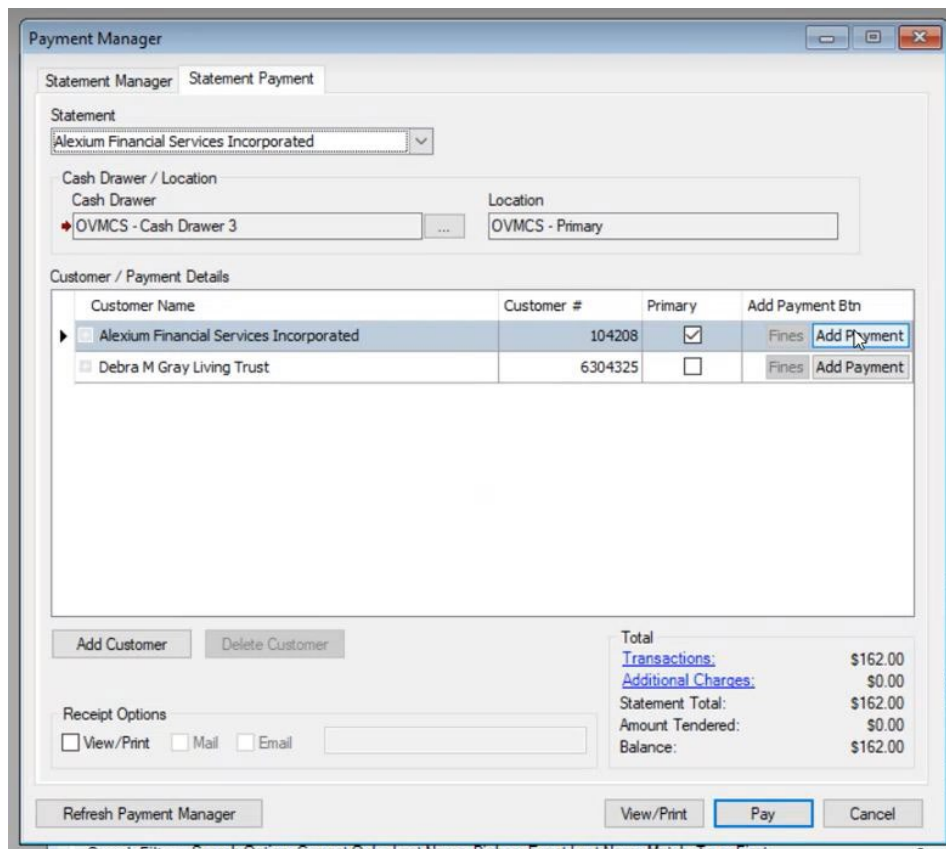 Payment Manager
Statement Manager Statement Payment
Statement
Alexium Financial Services Incorporated
Cash Drawer / Location
Cash Drawer Location
OVMCS - Cash Drawer 3 ... OVMCS - Primary
Customer / Payment Details
Customer Name Customer # Primary Add Payment Btn
Alexium Financial Services Incorporated 104208 Fines Add Payment
Debra M Gray Living Trust 6304325 Fines Add Payment
Add Customer Delete Customer
Total
Transactions: $162.00
Additional Charges: $0.00
Statement Total: $162.00
Amount Tendered: $0.00
Balance: $162.00
Receipt Options
View/Print Mail Email
Refresh Payment Manager View/Print Pay Cancel